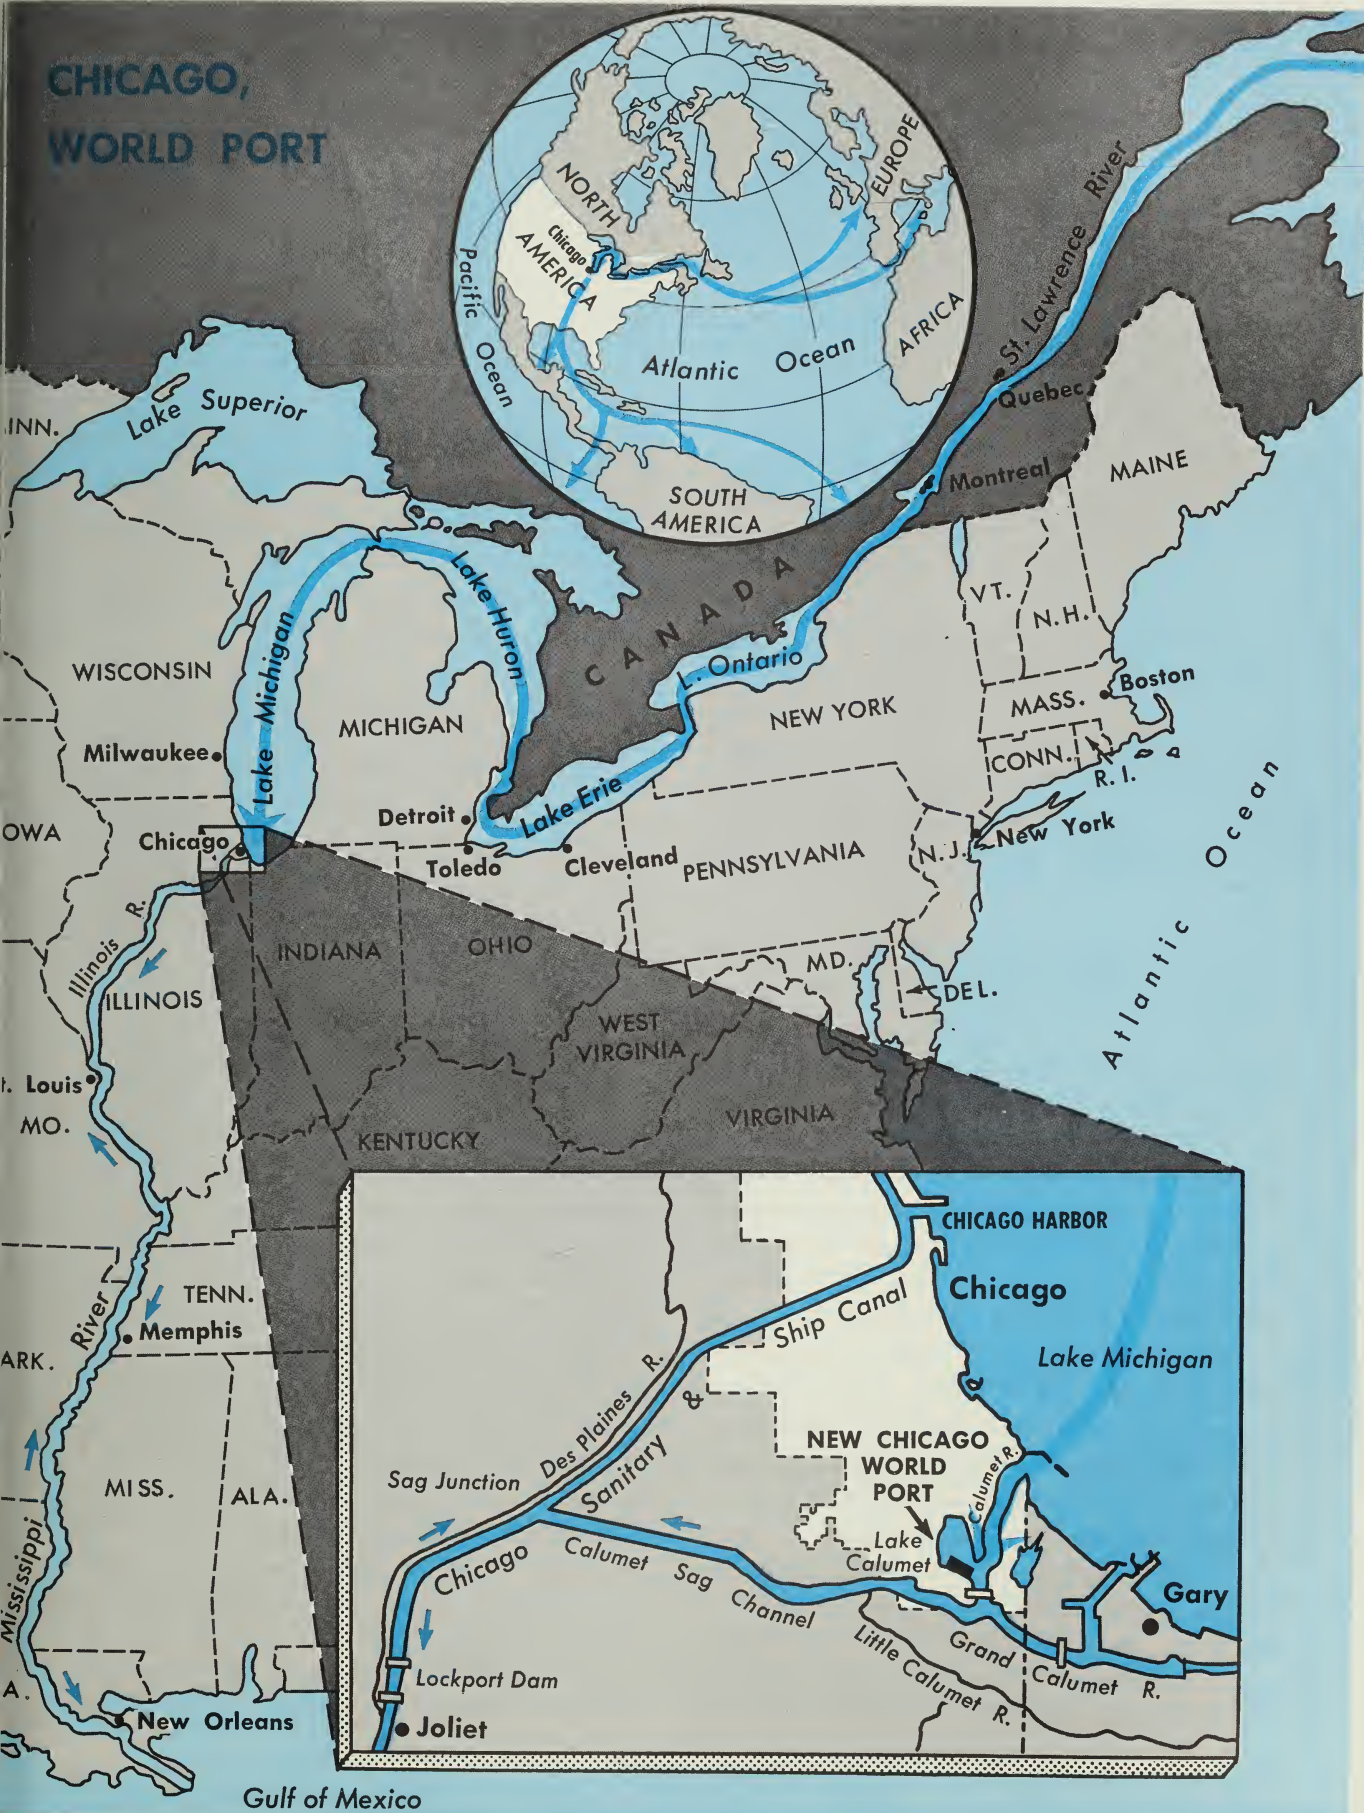 CHICAGO,
WORLD PORT
NORTH
AMERICA
Chicago
EUROPE
AFRICA
Pacific Ocean
Atlantic Ocean
SOUTH
AMERICA
St. Lawrence River
Quebec
Montreal
MAINE
INN.
Lake Superior
CANADA
VT.
N.H.
Lake Huron
Lake Michigan
L. Ontario
WISCONSIN
MICHIGAN
NEW YORK
MASS.
Boston
CONN.
R. I.
Milwaukee
Detroit
Lake Erie
New York
OWA
Chicago
Toledo
Cleveland
PENNSYLVANIA
N.J.
Atlantic Ocean
Illinois R.
INDIANA
OHIO
MD.
DEL.
ILLINOIS
WEST
VIRGINIA
t. Louis
MO.
VIRGINIA
KENTUCKY
TENN.
River
Memphis
ARK.
MISS.
ALA.
Mississippi
A.
New Orleans
Gulf of Mexico
CHICAGO HARBOR
Chicago
Ship Canal
Lake Michigan
Des Plaines R.
&
Sanitary
NEW CHICAGO
WORLD
PORT
Calumet R.
Sag Junction
Lake
Calumet
Chicago
Calumet Sag Channel
Gary
Grand Calumet R.
Little Calumet R.
Lockport Dam
Joliet